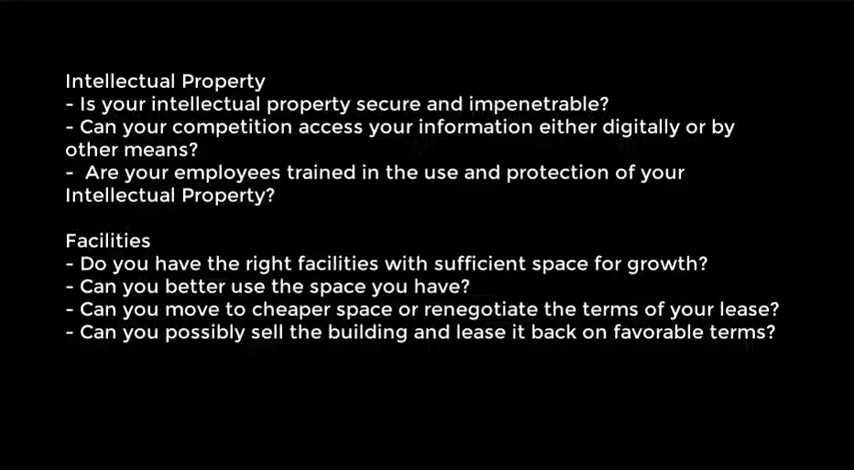 Intellectual Property
- Is your intellectual property secure and impenetrable?
- Can your competition access your information either digitally or by
other means?
-  Are your employees trained in the use and protection of your
Intellectual Property?
Facilities
- Do you have the right facilities with sufficient space for growth?
- Can you better use the space you have?
- Can you move to cheaper space or renegotiate the terms of your lease?
- Can you possibly sell the building and lease it back on favorable terms?